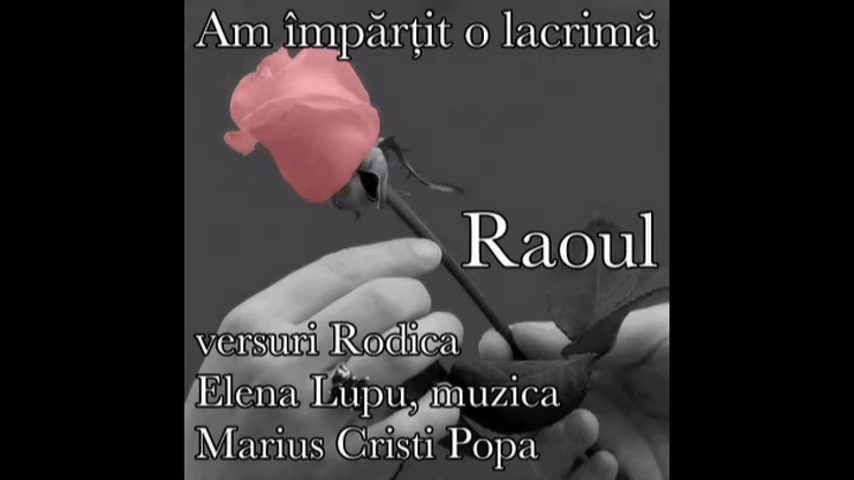 Am împărțit o lacrimă
Raoul
versuri Rodica
Elena Lupu, muzica
Marius Cristi Popa